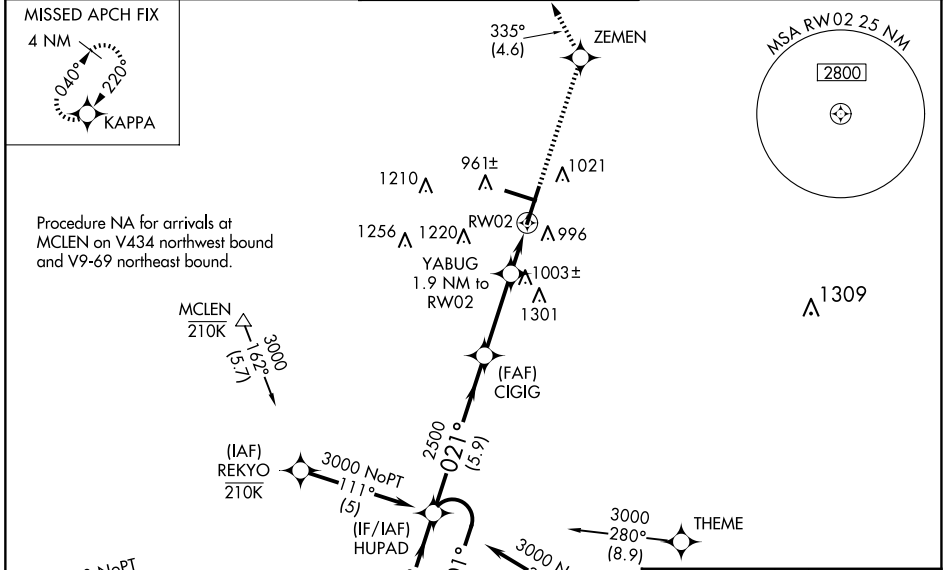 MISSED APCH FIX
4 NM
040°
220°
KAPPA
335°
(4.6)
ZEMEN
MSA RW02 25 NM
2800
1210
961±
1021
Procedure NA for arrivals at
MCLEN on V434 northwest bound
and V9-69 northeast bound.
RW02
1256
1220
996
YABUG
1.9 NM to
RW02
1003±
1301
1309
MCLEN
210K
3000
162°
(5.7)
(FAF)
CIGIG
2500
021°
(5.9)
(IAF)
REKYO
210K
3000 NoPT
111°
(5)
(IF/IAF)
HUPAD
3000
280°
(8.9)
THEME
NoPT
01°
3000 N